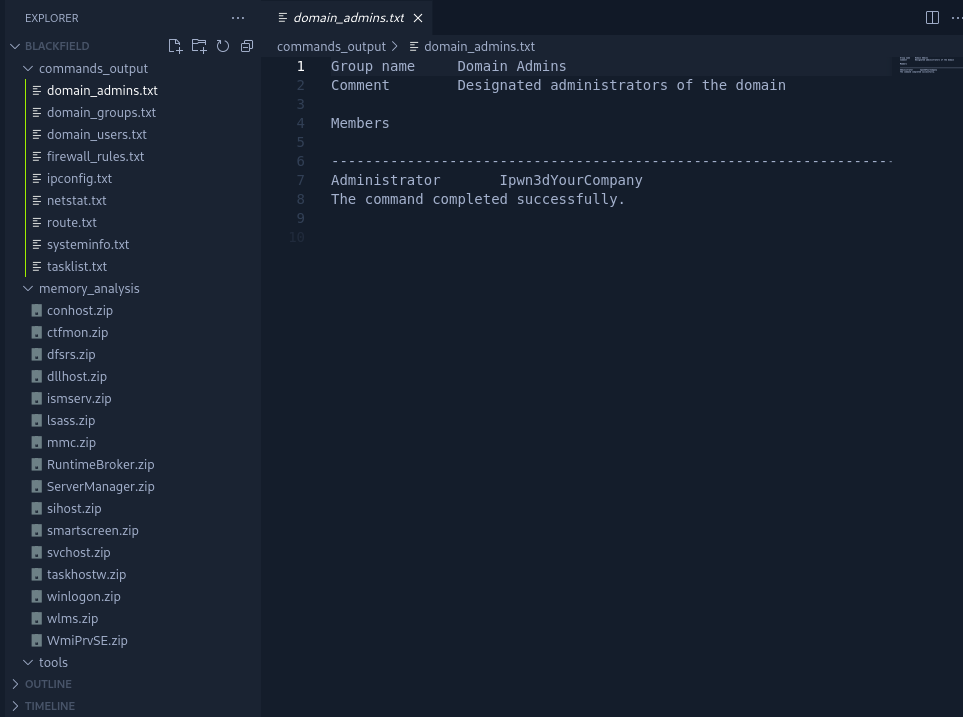 EXPLORER
BLACKFIELD
commands_output
domain_admins.txt
domain_groups.txt
domain_users.txt
firewall_rules.txt
ipconfig.txt
netstat.txt
route.txt
systeminfo.txt
tasklist.txt
memory_analysis
conhost.zip
ctfmon.zip
dfsrs.zip
dllhost.zip
ismserv.zip
lsass.zip
mmc.zip
RuntimeBroker.zip
ServerManager.zip
sihost.zip
smartscreen.zip
svchost.zip
taskhostw.zip
winlogon.zip
wlms.zip
WmiPrvSE.zip
tools
OUTLINE
TIMELINE
domain_admins.txt
commands_output > domain_admins.txt
1 Group name     Domain Admins
2 Comment        Designated administrators of the domain
3
4 Members
5
6 -------------------------------------------------------------------
7 Administrator       Ipwn3dYourCompany
8 The command completed successfully.
9
10